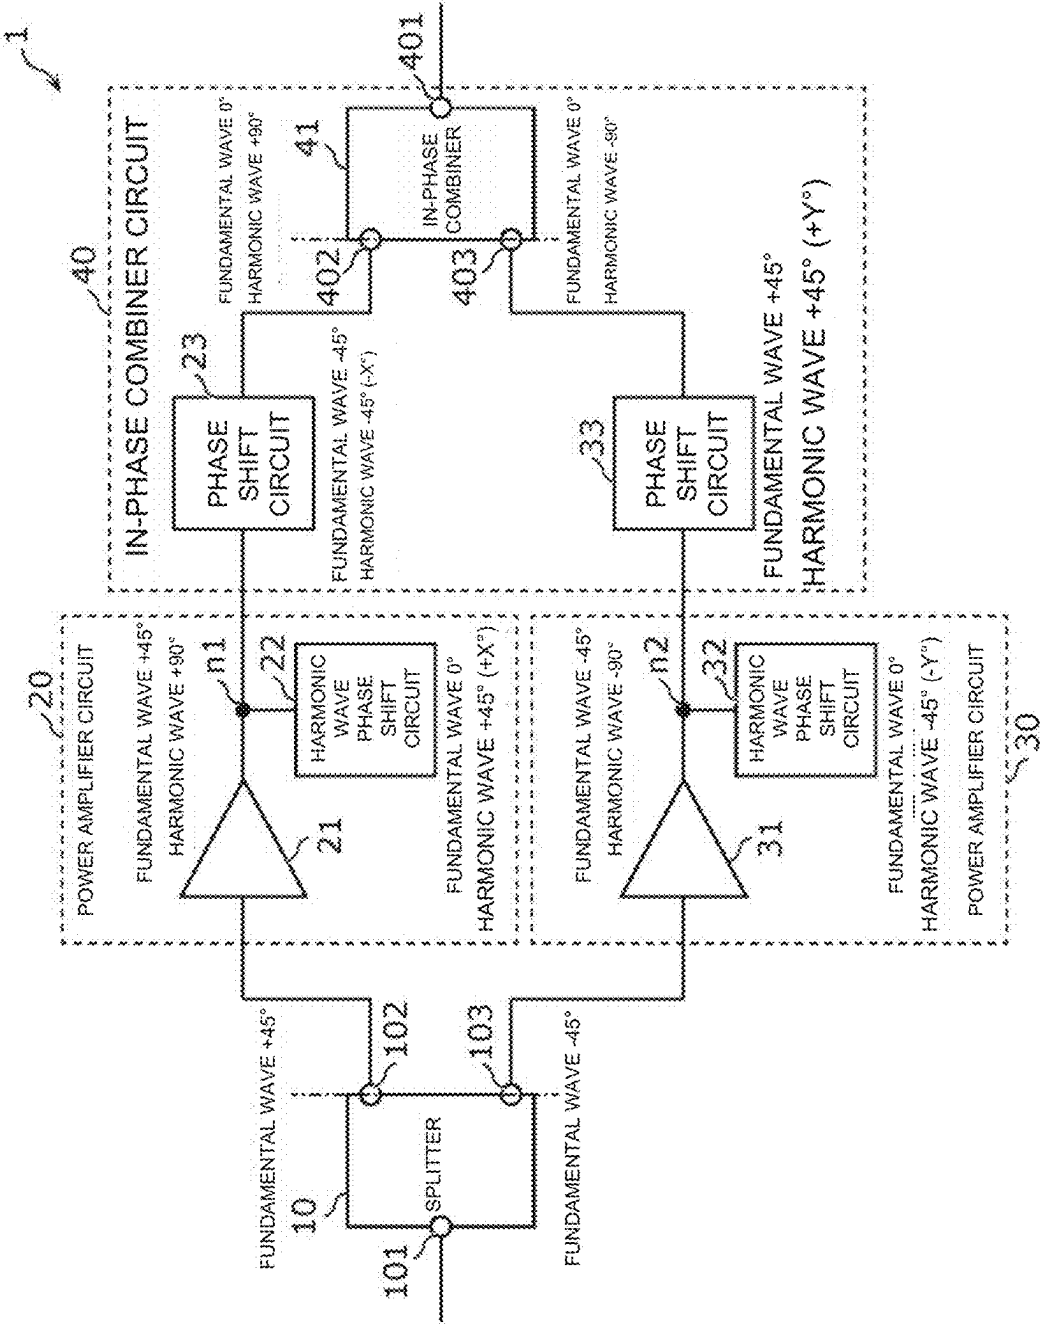 1
IN-PHASE COMBINER CIRCUIT
40
20
POWER AMPLIFIER CIRCUIT
FUNDAMENTAL WAVE +45°
HARMONIC WAVE +90°
n1
22
HARMONIC
WAVE
PHASE
SHIFT
CIRCUIT
21
FUNDAMENTAL WAVE 0°
HARMONIC WAVE +45° (+X°)
23
PHASE
SHIFT
CIRCUIT
FUNDAMENTAL WAVE -45°
HARMONIC WAVE -45° (-X°)
FUNDAMENTAL WAVE 0°
HARMONIC WAVE +90°
41
401
IN-PHASE
COMBINER
402
403
FUNDAMENTAL WAVE 0°
HARMONIC WAVE -90°
FUNDAMENTAL WAVE +45°
10
101
SPLITTER
102
103
FUNDAMENTAL WAVE -45°
FUNDAMENTAL WAVE -45°
HARMONIC WAVE -90°
n2
32
HARMONIC
WAVE
PHASE
SHIFT
CIRCUIT
31
FUNDAMENTAL WAVE 0°
HARMONIC WAVE -45° (-Y°)
POWER AMPLIFIER CIRCUIT
30
33
PHASE
SHIFT
CIRCUIT
FUNDAMENTAL WAVE +45°
HARMONIC WAVE +45° (+Y°)